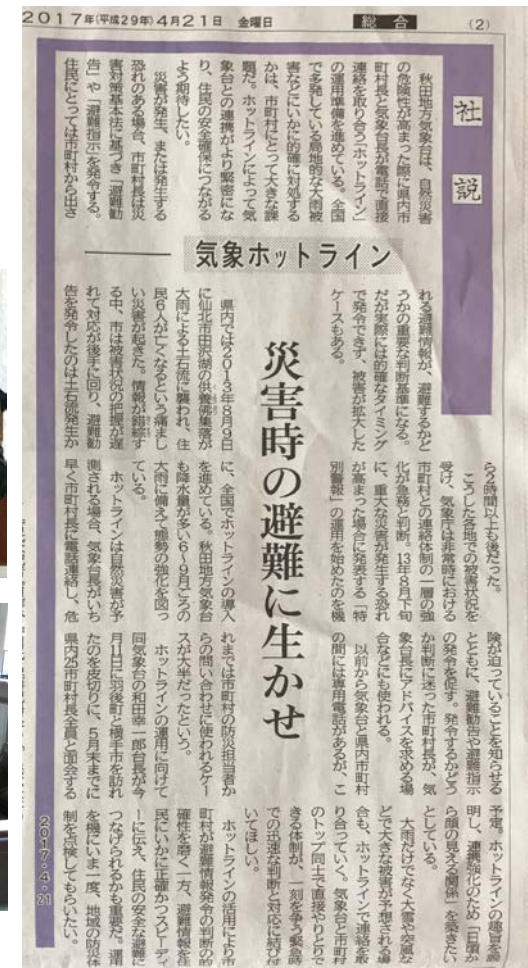 2017年(平成29年)4月21日 金曜日 総合 (2)
社説
秋田地方気象台は、自然災害
の危険性が高まった際に県内市
町村長と気象台長が電話で直接
連絡を取り合う「ホットライン」
の運用準備を進めている。全国
で多発している局地的な大雨被
害などにいかに的確に対処する
かは、市町村にとって大きな課
題だ。ホットラインによって気
象台との連携がより緊密にな
り、住民の安全確保につながる
よう期待したい。
災害が発生、または発生する
恐れのある場合、市町村長は災
害対策基本法に基づき「避難勧
告」や「避難指示」を発令する。
住民にとっては市町村から出さ
気象ホットライン
災害時の避難に生かせ
れる避難情報が、避難するかど
うかの重要な判断基準になる。
だが実際には的確なタイミング
で発令できず、被害が拡大した
ケースもある。
県内では2013年8月9日
に仙北市田沢湖の供養佛集落が
大雨による土石流に襲われ、住
民6人が亡くなるという痛まし
い災害が起きた。情報が錯綜す
る中、市は被害状況の把握が遅
れて対応が後手に回り、避難勧
告を発令したのは土石流発生か
ら2時間以上も後だった。
こうした各地での被害状況を
受け、気象庁は非常時における
市町村との連絡体制の一層の強
化が急務と判断。13年8月下旬
に、重大な災害が発生する恐れ
が高まった場合に発表する「特
別警報」の運用を始めたのを機
に、全国でホットラインの導入
を進めている。秋田地方気象台
も降水量が多い6〜9月ごろの
大雨に備えて態勢の強化を図っ
ている。
ホットラインは自然災害が予
測される場合、気象台長がいち
早く市町村長に電話連絡し、危
険が迫っていることを知らせる
とともに、避難勧告や避難指示
の発令を促す。発令するかどう
か判断に迷った市町村長が、気
象台長にアドバイスを求める場
合などにも使われる。
以前から気象台と県内市町村
の間には専用電話があるが、こ
れまでは市町村の防災担当者か
らの問い合わせに使われるケー
スが大半だったという。
ホットラインの運用に向けて
同気象台の和田幸一郎台長が今
月11日に羽後町と横手市を訪れ
たのを皮切りに、5月末までに
県内25市町村長全員と面会する
予定。ホットラインの趣旨を説
明し、連携強化のため「日頃か
ら顔の見える関係」を築きたい
としている。
大雨だけでなく大雪や突風な
どで大きな被害が予想される場
合も、ホットラインで連絡を取
り合っていく。気象台と市町村
のトップ同士で直接やりとりで
きる体制が、一刻を争う緊急時
での迅速な判断と対応に結び付
いてほしい。
ホットラインの活用により市
町村が避難情報発令の判断の的
確性を磨く一方、避難情報を住
民にいかに正確かつスピーディ
ーに伝え、住民の安全な避難に
つなげられるかも重要だ。運用
を機にいま一度、地域の防災体
制を点検してもらいたい。
2017・4・21